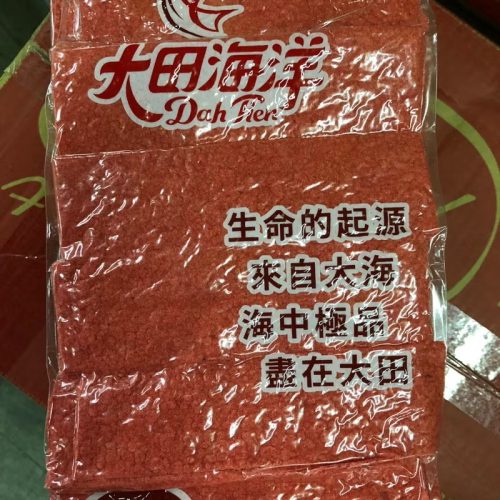 大田海洋
Dah Tien
生命的起源
來自大海
海中極品
盡在大田